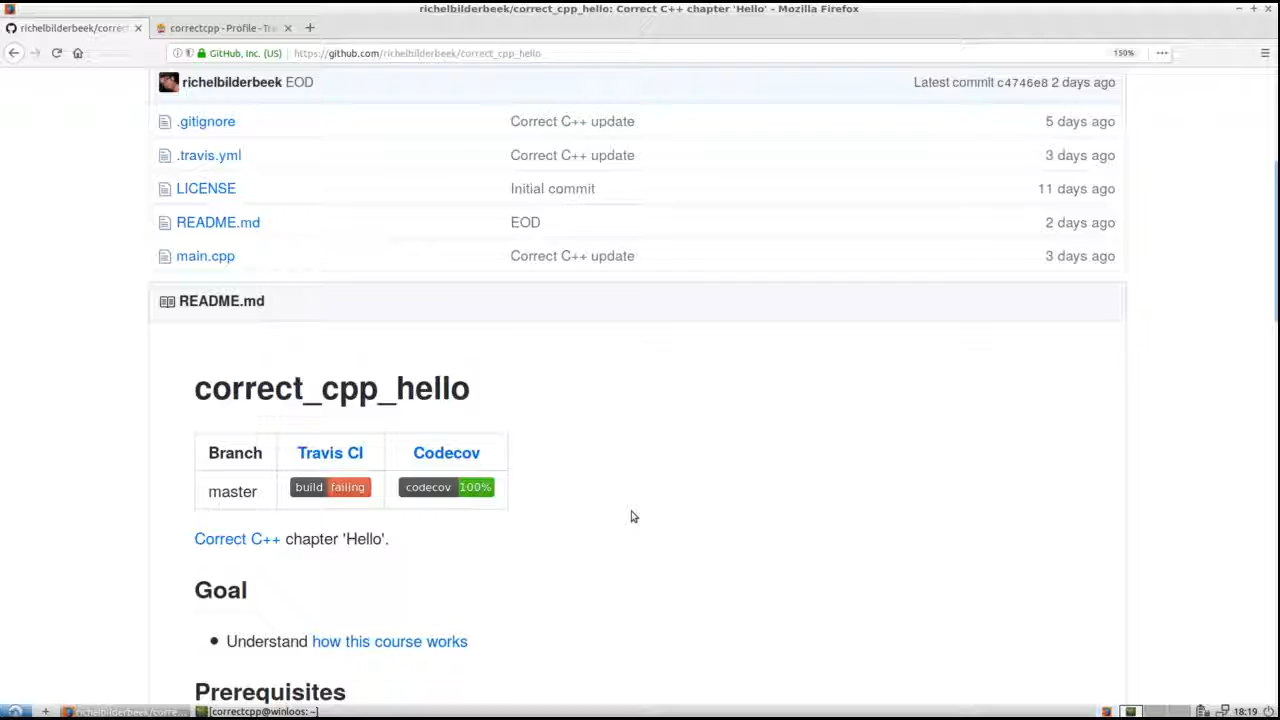 richelbilderbeek/correct_cpp_hello: Correct C++ chapter 'Hello' - Mozilla Firefox
richelbilderbeek/correc
correctcpp - Profile - Tra
GitHub, Inc. (US) https://github.com/richelbilderbeek/correct_cpp_hello 150%
richelbilderbeek EOD Latest commit c4746e8 2 days ago
.gitignore Correct C++ update 5 days ago
.travis.yml Correct C++ update 3 days ago
LICENSE Initial commit 11 days ago
README.md EOD 2 days ago
main.cpp Correct C++ update 3 days ago
README.md
correct_cpp_hello
Branch Travis CI Codecov
master build failing codecov 100%
Correct C++ chapter 'Hello'.
Goal
Understand how this course works
Prerequisites
richelbilderbeek/corre... [correctcpp@winloos: ~] 18:19